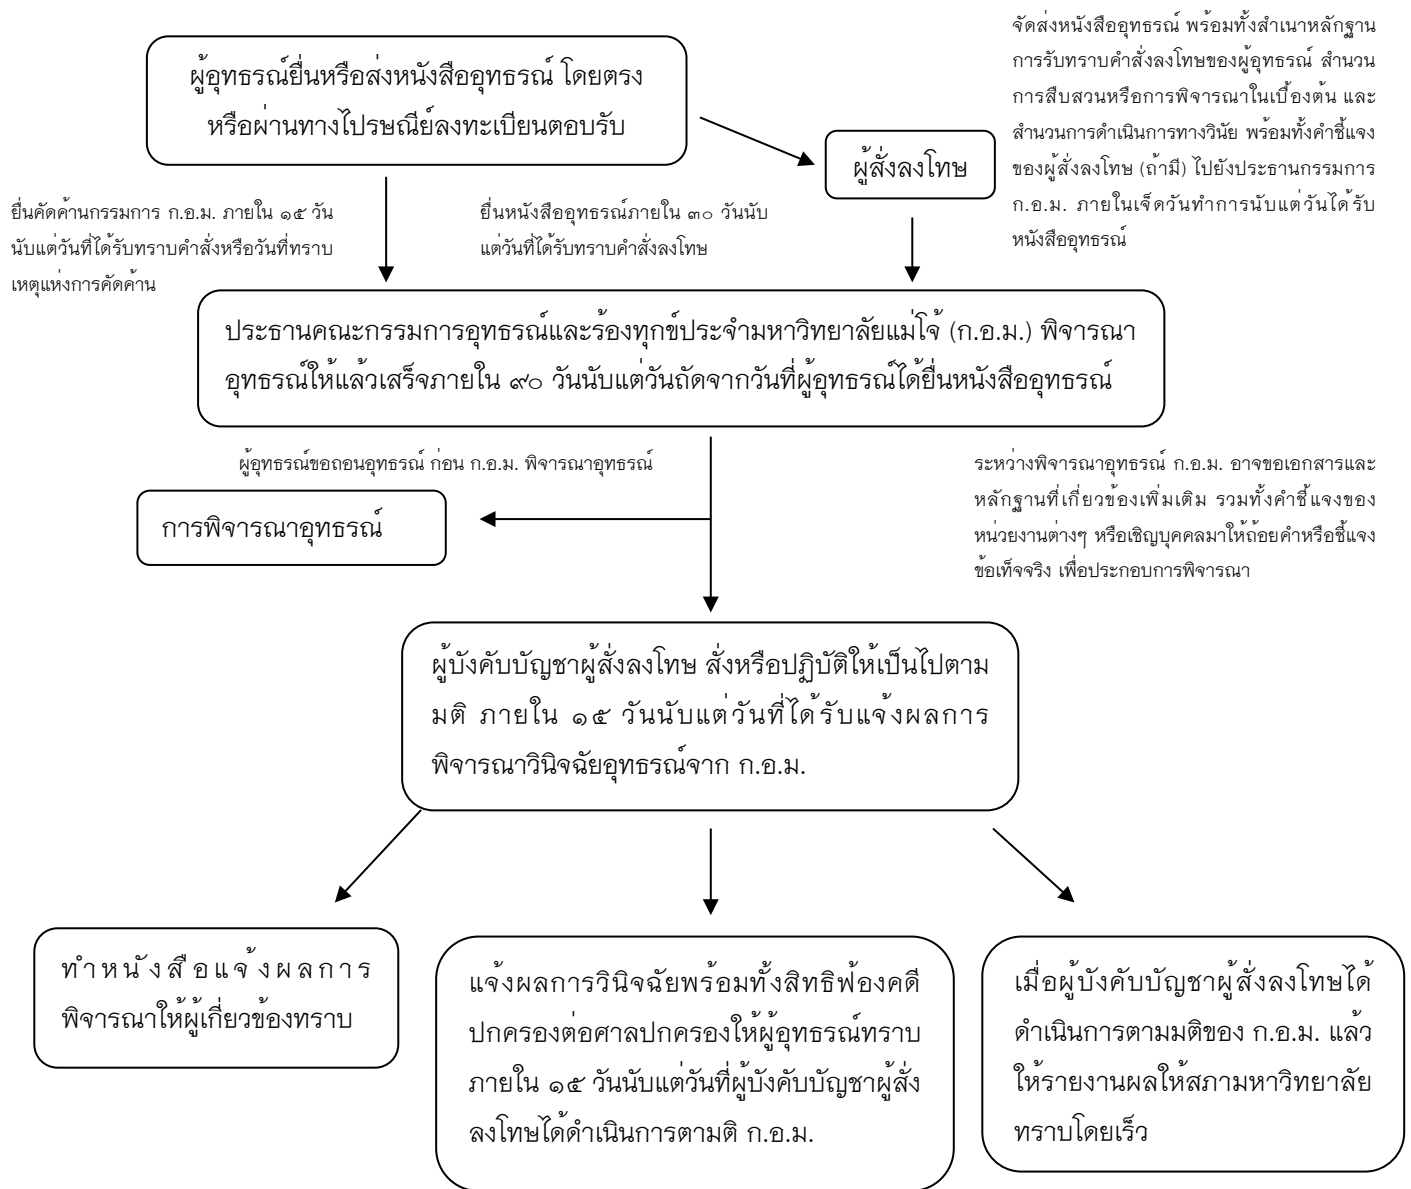 จัดส่งหนังสืออุทธรณ์ พร้อมทั้งสำเนาหลักฐาน
การรับทราบคำสั่งลงโทษของผู้อุทธรณ์ สำนวน
การสืบสวนหรือการพิจารณาในเบื้องต้น และ
สำนวนการดำเนินการทางวินัย พร้อมทั้งคำชี้แจง
ของผู้สั่งลงโทษ (ถ้ามี) ไปยังประธานกรรมการ
ก.อ.ม. ภายในเจ็ดวันทำการนับแต่วันได้รับ
หนังสืออุทธรณ์
ผู้อุทธรณ์ยื่นหรือส่งหนังสืออุทธรณ์ โดยตรง
หรือผ่านทางไปรษณีย์ลงทะเบียนตอบรับ
ผู้สั่งลงโทษ
ยื่นคัดค้านกรรมการ ก.อ.ม. ภายใน ๑๕ วัน
นับแต่วันที่ได้รับทราบคำสั่งหรือวันที่ทราบ
เหตุแห่งการคัดค้าน
ยื่นหนังสืออุทธรณ์ภายใน ๓๐ วันนับ
แต่วันที่ได้รับทราบคำสั่งลงโทษ
ประธานคณะกรรมการอุทธรณ์และร้องทุกข์ประจำมหาวิทยาลัยแม่โจ้ (ก.อ.ม.) พิจารณา
อุทธรณ์ให้แล้วเสร็จภายใน ๙๐ วันนับแต่วันถัดจากวันที่ผู้อุทธรณ์ได้ยื่นหนังสืออุทธรณ์
ผู้อุทธรณ์ขอถอนอุทธรณ์ ก่อน ก.อ.ม. พิจารณาอุทธรณ์
การพิจารณาอุทธรณ์
ระหว่างพิจารณาอุทธรณ์ ก.อ.ม. อาจขอเอกสารและ
หลักฐานที่เกี่ยวข้องเพิ่มเติม รวมทั้งคำชี้แจงของ
หน่วยงานต่างๆ หรือเชิญบุคคลมาให้ถ้อยคำหรือชี้แจง
ข้อเท็จจริง เพื่อประกอบการพิจารณา
ผู้บังคับบัญชาผู้สั่งลงโทษ สั่งหรือปฏิบัติให้เป็นไปตาม
มติ ภายใน ๑๕ วันนับแต่วันที่ได้รับแจ้งผลการ
พิจารณาวินิจฉัยอุทธรณ์จาก ก.อ.ม.
ทำหนังสือแจ้งผลการ
พิจารณาให้ผู้เกี่ยวข้องทราบ
แจ้งผลการวินิจฉัยพร้อมทั้งสิทธิฟ้องคดี
ปกครองต่อศาลปกครองให้ผู้อุทธรณ์ทราบ
ภายใน ๑๕ วันนับแต่วันที่ผู้บังคับบัญชาผู้สั่ง
ลงโทษได้ดำเนินการตามติ ก.อ.ม.
เมื่อผู้บังคับบัญชาผู้สั่งลงโทษได้
ดำเนินการตามมติของ ก.อ.ม. แล้ว
ให้รายงานผลให้สภามหาวิทยาลัย
ทราบโดยเร็ว